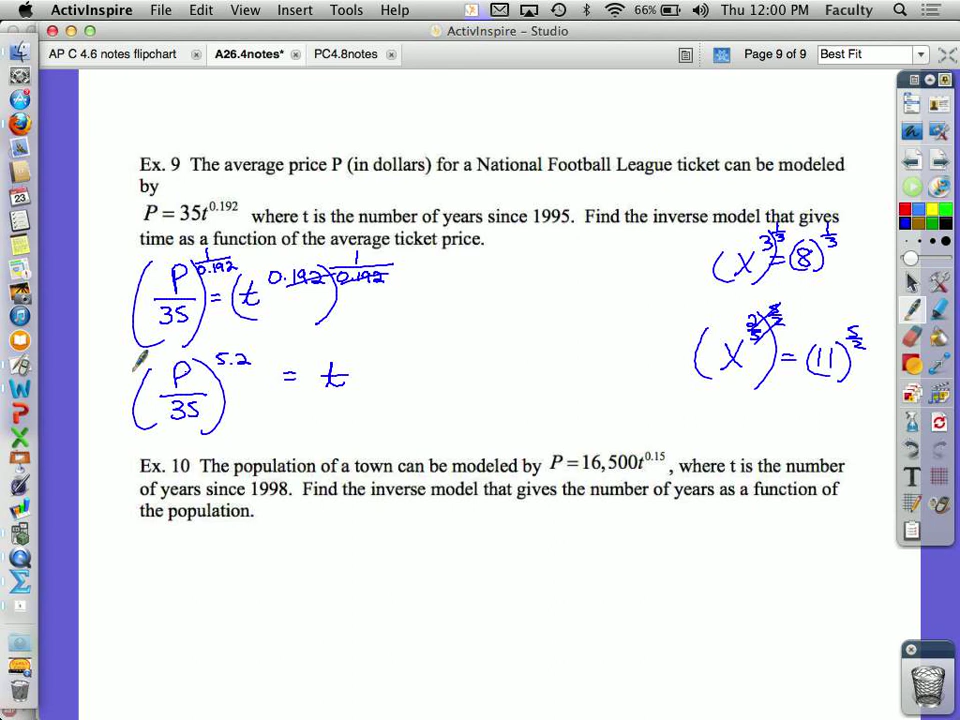 ActivInspire File Edit View Insert Tools Help 66% Thu 12:00 PM Faculty
ActivInspire - Studio
AP C 4.6 notes flipchart A26.4notes* PC4.8notes Page 9 of 9 Best Fit
Ex. 9 The average price P (in dollars) for a National Football League ticket can be modeled
by
P = 35t^0.192 where t is the number of years since 1995. Find the inverse model that gives
time as a function of the average ticket price.
(P/35)^(1/0.192) = (t^0.192)^(1/0.192)
(x^3)^(1/3) = (8)^(1/3)
(P/35)^5.2 = t
(x^(2/5))^(5/2) = (11)^(5/2)
Ex. 10 The population of a town can be modeled by P = 16,500t^0.15, where t is the number
of years since 1998. Find the inverse model that gives the number of years as a function of
the population.